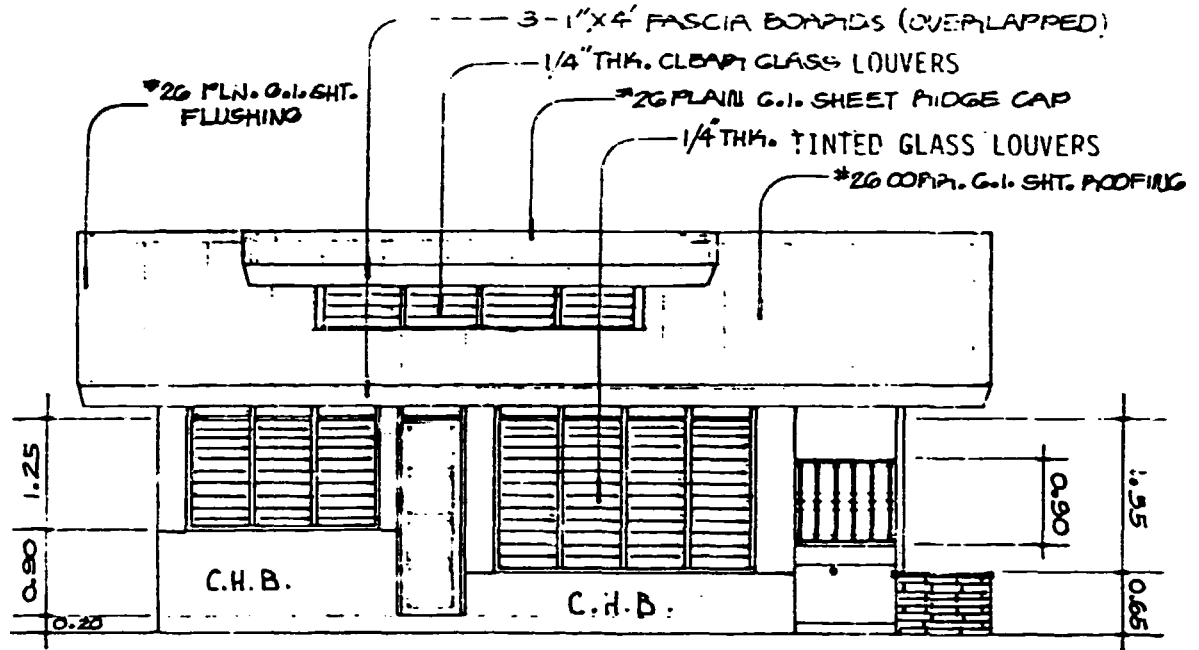 3-1"X4' FASCIA BOARDS (OVERLAPPED)
1/4" THK. CLEAR GLASS LOUVERS
#26 PLN. G.I. SHT.
FLUSHING
#26 PLAIN G.I. SHEET RIDGE CAP
1/4" THK. TINTED GLASS LOUVERS
#26 CORR. G.I. SHT. ROOFING
1.25
0.90
0.20
C.H.B.
C.H.B.
0.90
1.55
0.65